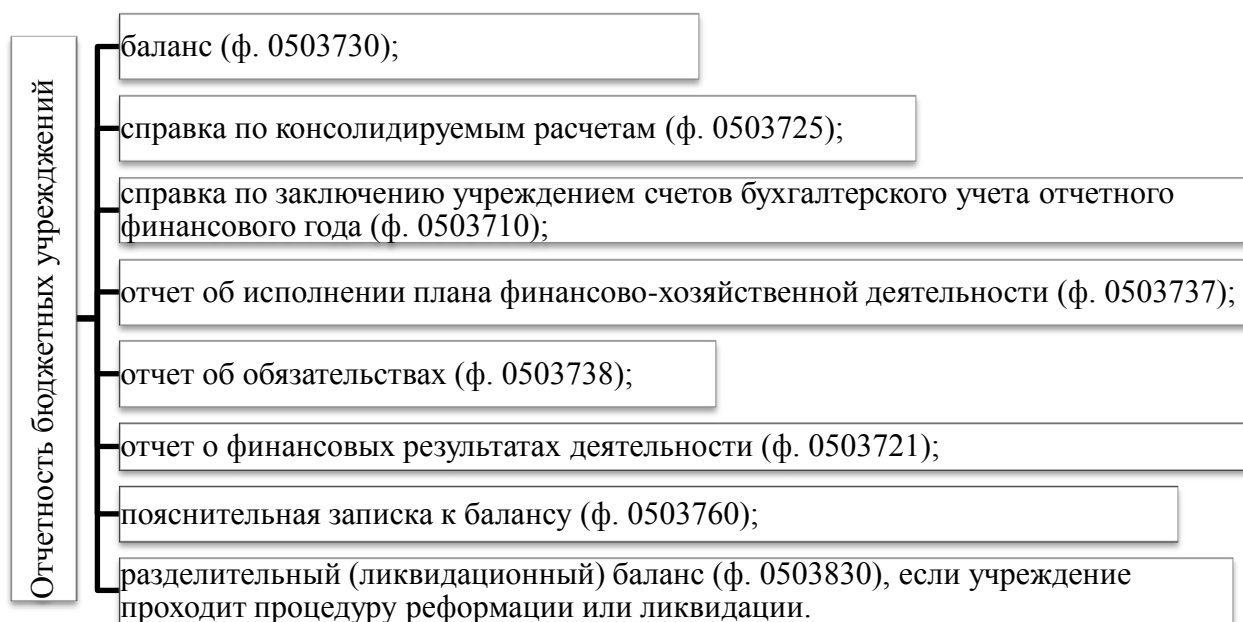 Отчетность бюджетных учрежджений
баланс (ф. 0503730);
справка по консолидируемым расчетам (ф. 0503725);
справка по заключению учреждением счетов бухгалтерского учета отчетного
финансового года (ф. 0503710);
отчет об исполнении плана финансово-хозяйственной деятельности (ф. 0503737);
отчет об обязательствах (ф. 0503738);
отчет о финансовых результатах деятельности (ф. 0503721);
пояснительная записка к балансу (ф. 0503760);
разделительный (ликвидационный) баланс (ф. 0503830), если учреждение
проходит процедуру реформации или ликвидации.